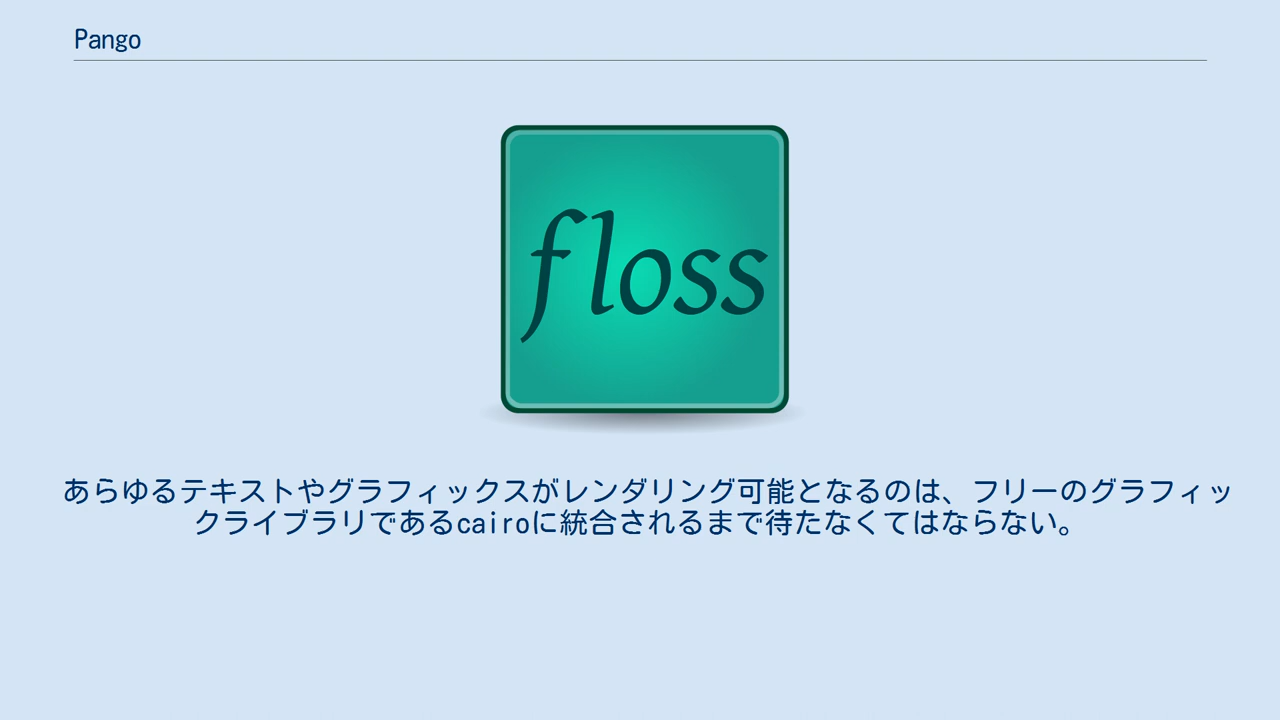 Pango
floss
あらゆるテキストやグラフィックスがレンダリング可能となるのは、フリーのグラフィッ
クライブラリであるcairoに統合されるまで待たなくてはならない。